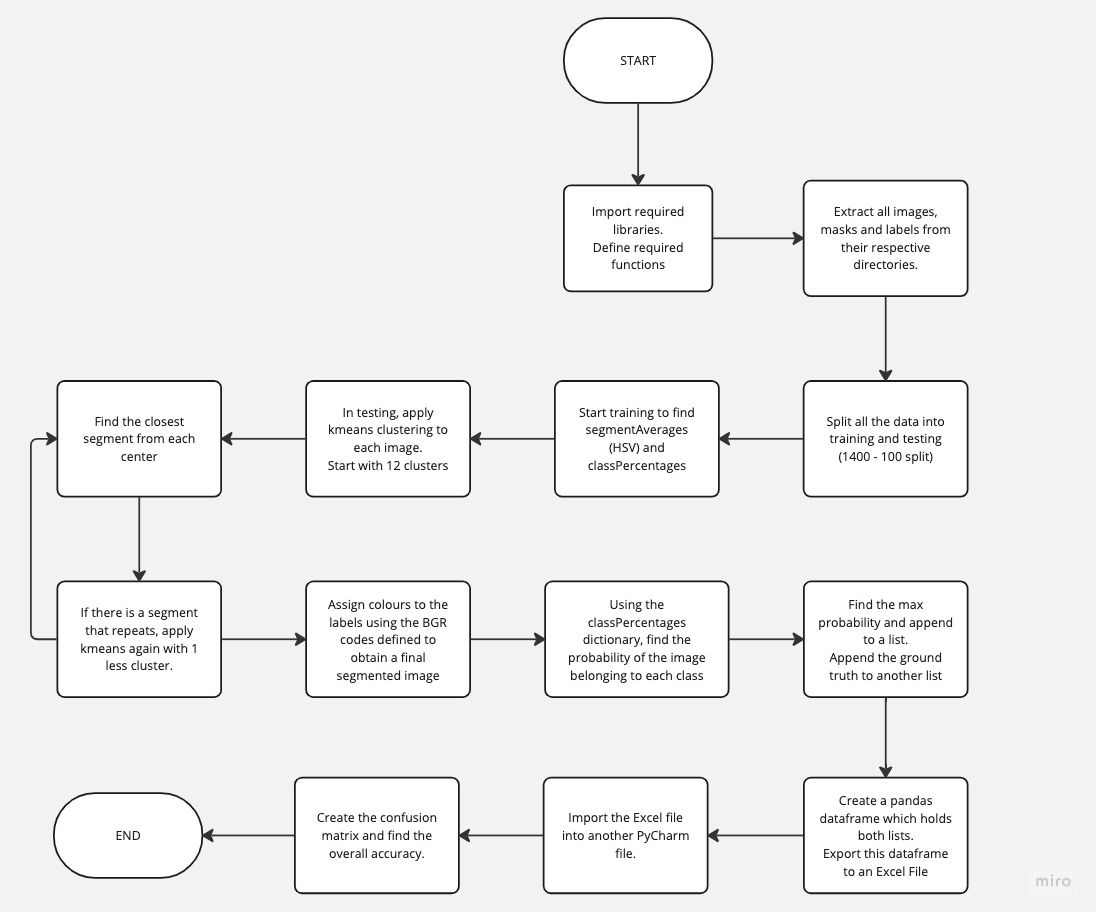 START
Import required
libraries.
Define required
functions
Extract all images,
masks and labels from
their respective
directories.
Split all the data into
training and testing
(1400 - 100 split)
Start training to find
segmentAverages
(HSV) and
classPercentages
In testing, apply
kmeans clustering to
each image.
Start with 12 clusters
Find the closest
segment from each
center
If there is a segment
that repeats, apply
kmeans again with 1
less cluster.
Assign colours to the
labels using the BGR
codes defined to
obtain a final
segmented image
Using the
classPercentages
dictionary, find the
probability of the image
belonging to each class
Find the max
probability and append
to a list.
Append the ground
truth to another list
Create a pandas
dataframe which holds
both lists.
Export this dataframe
to an Excel File
Import the Excel file
into another PyCharm
file.
Create the confusion
matrix and find the
overall accuracy.
END
miro